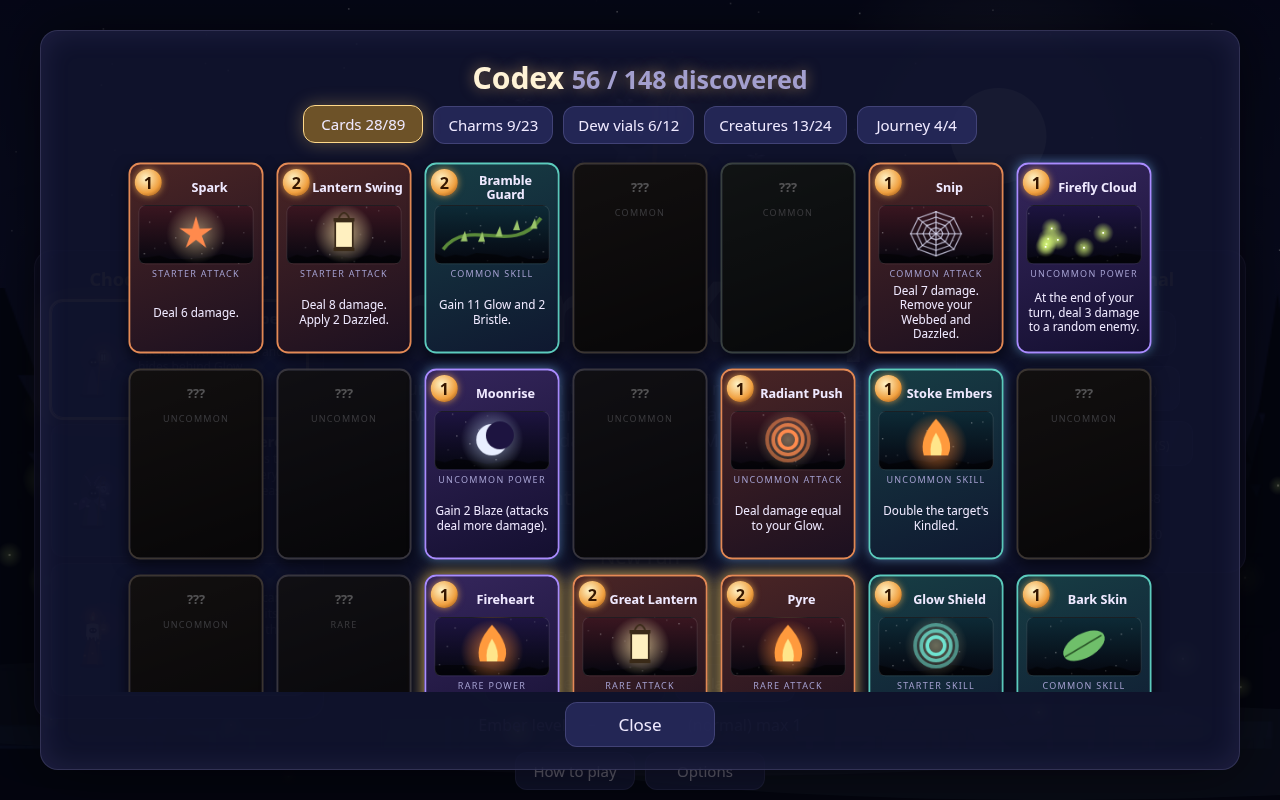 Codex 56 / 148 discovered
Cards 28/89
Charms 9/23
Dew vials 6/12
Creatures 13/24
Journey 4/4
1
Spark
STARTER ATTACK
Deal 6 damage.
2
Lantern Swing
STARTER ATTACK
Deal 8 damage.
Apply 2 Dazzled.
2
Bramble
Guard
COMMON SKILL
Gain 11 Glow and 2
Bristle.
???
COMMON
???
COMMON
1
Snip
COMMON ATTACK
Deal 7 damage.
Remove your
Webbed and
Dazzled.
1
Firefly Cloud
UNCOMMON POWER
At the end of your
turn, deal 3 damage
to a random enemy.
???
UNCOMMON
???
UNCOMMON
1
Moonrise
UNCOMMON POWER
Gain 2 Blaze (attacks
deal more damage).
???
UNCOMMON
1
Radiant Push
UNCOMMON ATTACK
Deal damage equal
to your Glow.
1
Stoke Embers
UNCOMMON SKILL
Double the target's
Kindled.
???
UNCOMMON
???
UNCOMMON
???
RARE
1
Fireheart
RARE POWER
2
Great Lantern
RARE ATTACK
2
Pyre
RARE ATTACK
1
Glow Shield
STARTER SKILL
1
Bark Skin
COMMON SKILL
Close
How to play
Options